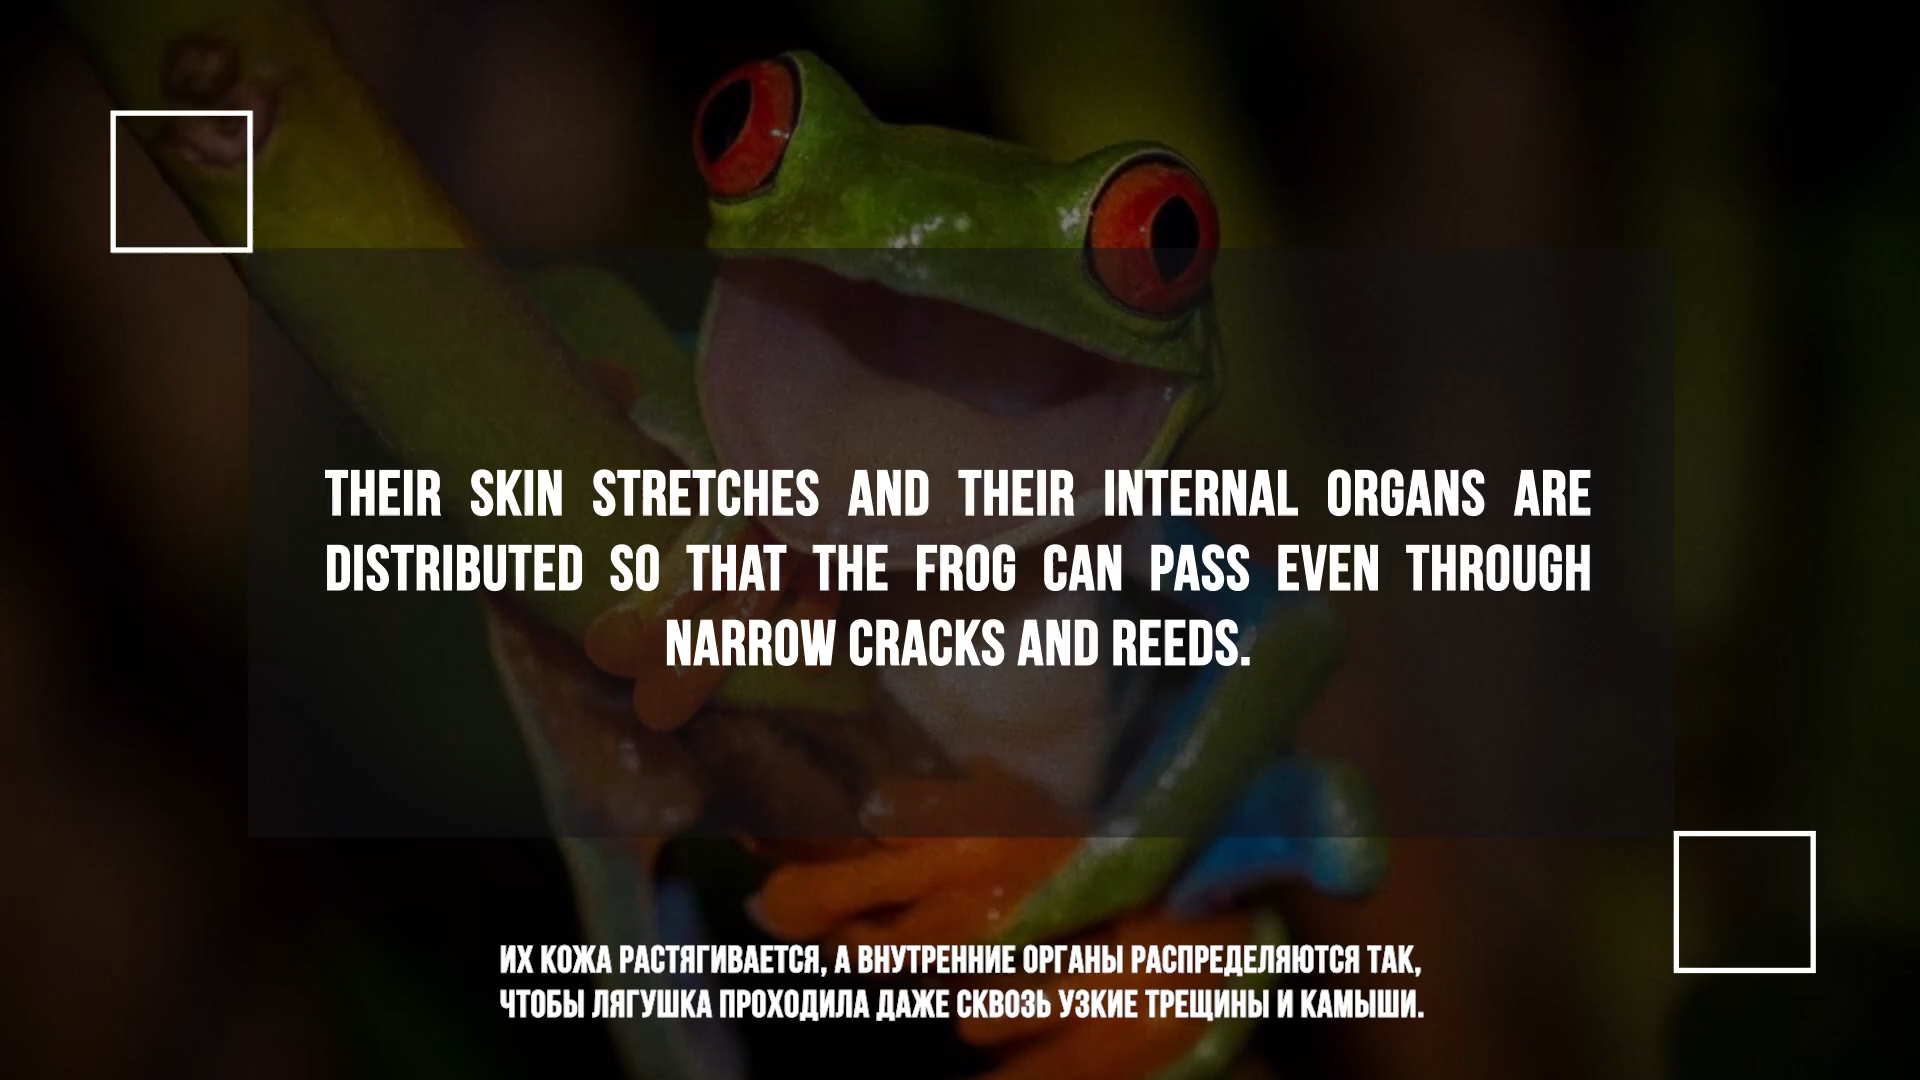 THEIR SKIN STRETCHES AND THEIR INTERNAL ORGANS ARE
DISTRIBUTED SO THAT THE FROG CAN PASS EVEN THROUGH
NARROW CRACKS AND REEDS.
ИХ КОЖА РАСТЯГИВАЕТСЯ, А ВНУТРЕННИЕ ОРГАНЫ РАСПРЕДЕЛЯЮТСЯ ТАК,
ЧТОБЫ ЛЯГУШКА ПРОХОДИЛА ДАЖЕ СКВОЗЬ УЗКИЕ ТРЕЩИНЫ И КАМЫШИ.